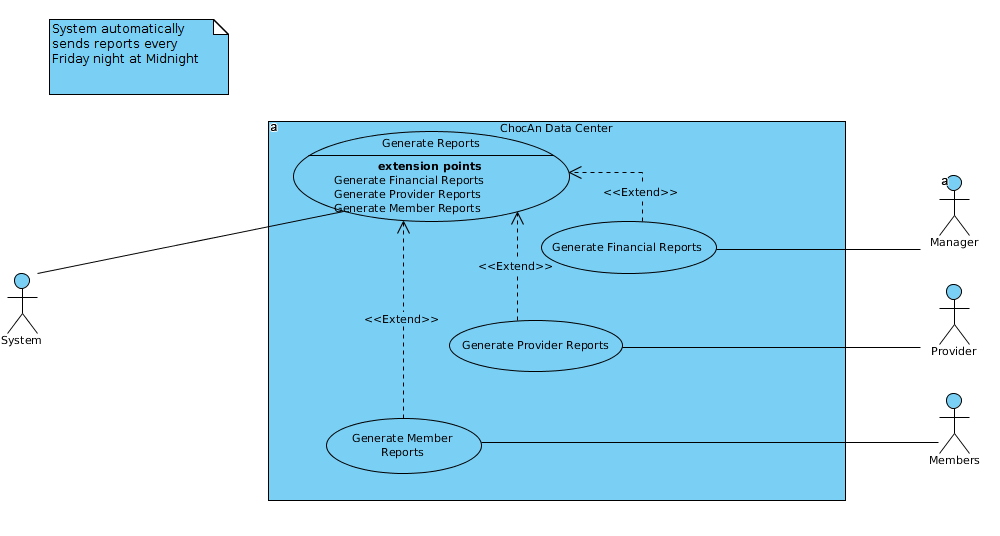 System automatically
sends reports every
Friday night at Midnight
a
ChocAn Data Center
Generate Reports
extension points
Generate Financial Reports
Generate Provider Reports
Generate Member Reports
<<Extend>>
a
Manager
Generate Financial Reports
<<Extend>>
<<Extend>>
System
Generate Provider Reports
Provider
Generate Member
Reports
Members